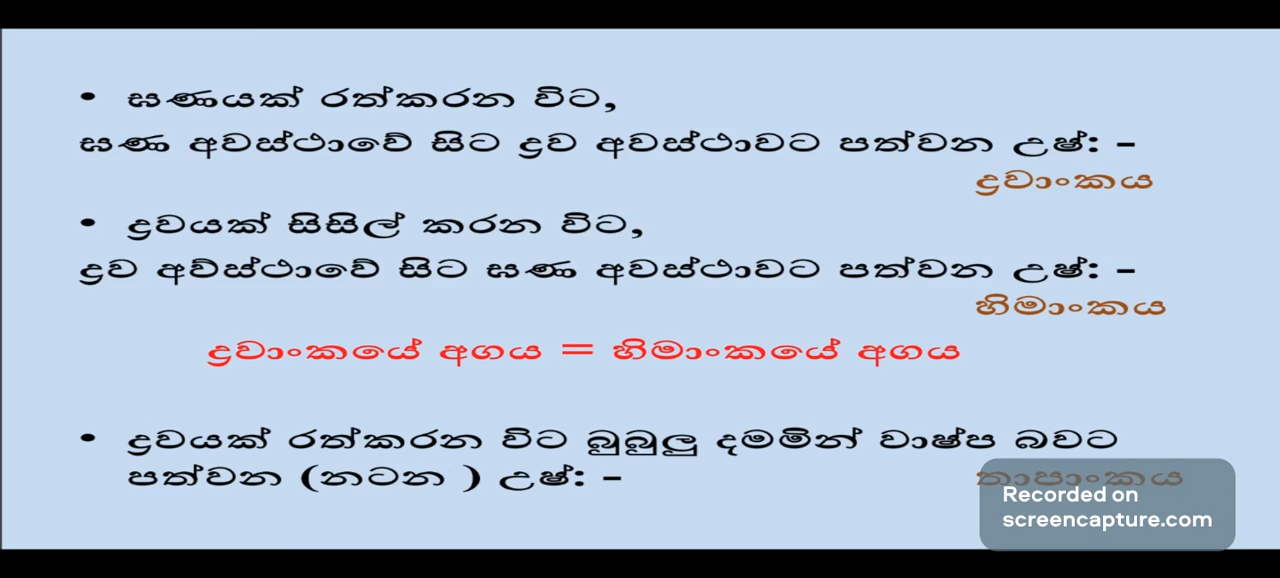 • ඝණයක් රත්කරන විට,
ඝණ අවස්ථාවේ සිට ද්‍රව අවස්ථාවට පත්වන උෂ්: –
ද්‍රවාංකය
• ද්‍රවයක් සිසිල් කරන විට,
ද්‍රව අව්ස්ථාවේ සිට ඝණ අවස්ථාවට පත්වන උෂ්: –
හිමාංකය
ද්‍රවාංකයේ අගය = හිමාංකයේ අගය
• ද්‍රවයක් රත්කරන විට බුබුලු දමමින් වාෂ්ප බවට
පත්වන (නටන ) උෂ්: –
තාපාංකය
Recorded on
screencapture.com